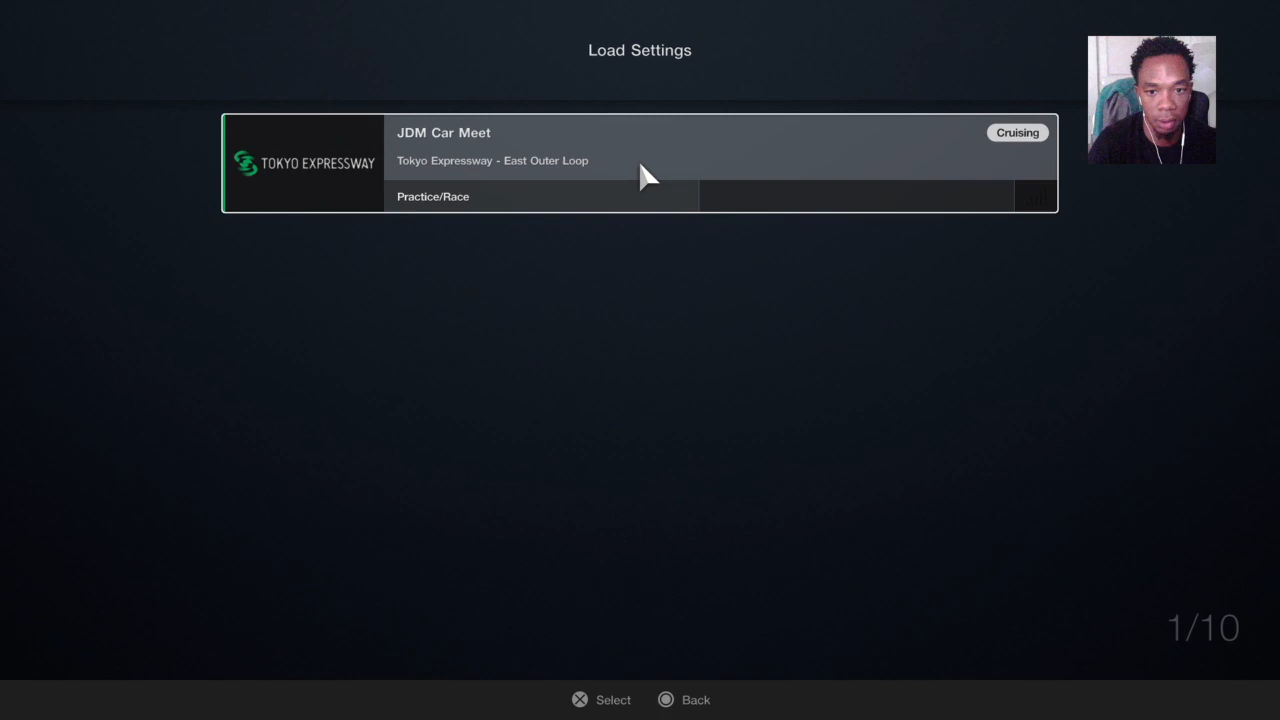 Load Settings
JDM Car Meet
Cruising
TOKYO EXPRESSWAY
Tokyo Expressway - East Outer Loop
Practice/Race
1/10
Select
Back